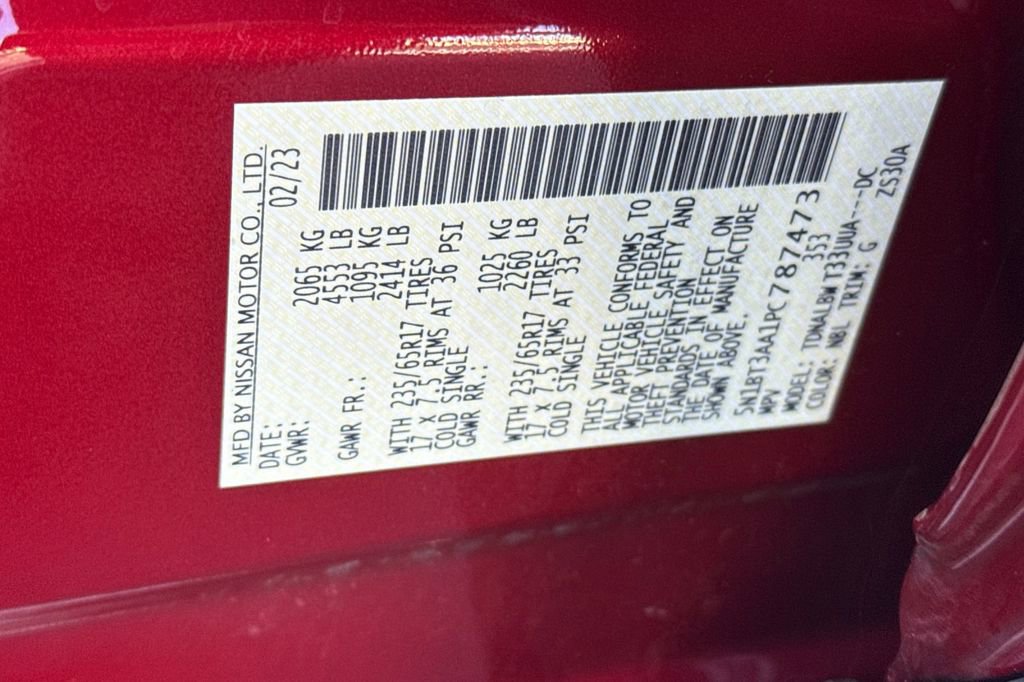 MFD BY NISSAN MOTOR CO., LTD.
DATE: 02/23
GVWR: 2065 KG
4553 LB
GAWR FR.: 1095 KG
2414 LB
WITH 235/65R17 TIRES
17 X 7.5 RIMS AT 36 PSI
COLD SINGLE
GAWR RR.: 1025 KG
2260 LB
WITH 235/65R17 TIRES
17 X 7.5 RIMS AT 33 PSI
COLD SINGLE
THIS VEHICLE CONFORMS TO
ALL APPLICABLE FEDERAL
MOTOR VEHICLE SAFETY AND
THEFT PREVENTION
STANDARDS IN EFFECT ON
THE DATE OF MANUFACTURE
SHOWN ABOVE.
5N1BT3AA1PC787473
MPV 353
MODEL: TDNALBW T33UUA---DC
COLOR: NBL TRIM: G ZS30A